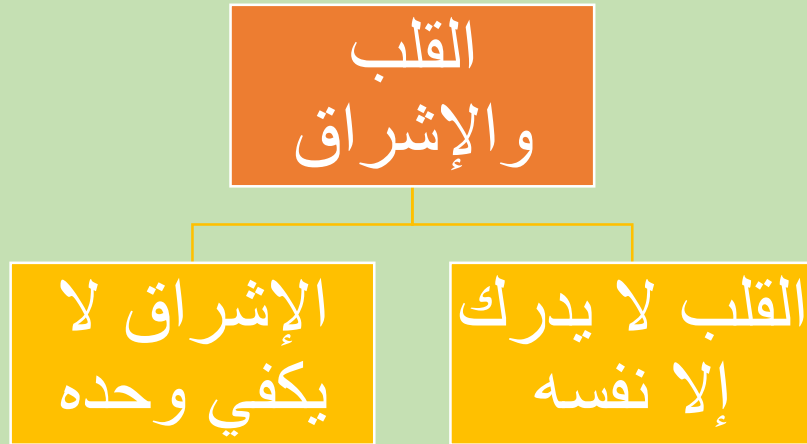 القلب
والإشراق
القلب لا يدرك
إلا نفسه
الإشراق لا
يكفي وحده